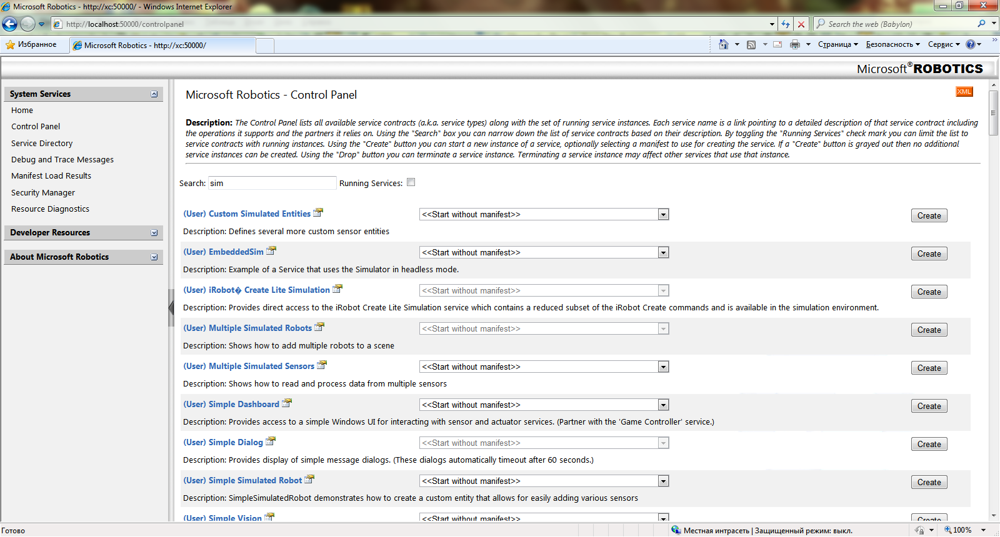 Microsoft Robotics - http://xc:50000/ - Windows Internet Explorer
http://localhost:50000/controlpanel
Search the web (Babylon)
Избранное
Microsoft Robotics - http://xc:50000/
Страница
Безопасность
Сервис
Microsoft®ROBOTICS
System Services
Home
Control Panel
Service Directory
Debug and Trace Messages
Manifest Load Results
Security Manager
Resource Diagnostics
Developer Resources
About Microsoft Robotics
Microsoft Robotics - Control Panel
XML
Description: The Control Panel lists all available service contracts (a.k.a. service types) along with the set of running service instances. Each service name is a link pointing to a detailed description of that service contract including
the operations it supports and the partners it relies on. Using the "Search" box you can narrow down the list of service contracts based on their description. By toggling the "Running Services" check mark you can limit the list to
service contracts with running instances. Using the "Create" button you can start a new instance of a service, optionally selecting a manifest to use for creating the service. If a "Create" button is grayed out then no additional
service instances can be created. Using the "Drop" button you can terminate a service instance. Terminating a service instance may affect other services that use that instance.
Search: sim Running Services:
(User) Custom Simulated Entities <<Start without manifest>> Create
Description: Defines several more custom sensor entities
(User) EmbeddedSim <<Start without manifest>> Create
Description: Example of a Service that uses the Simulator in headless mode.
(User) iRobot� Create Lite Simulation <<Start without manifest>> Create
Description: Provides direct access to the iRobot Create Lite Simulation service which contains a reduced subset of the iRobot Create commands and is available in the simulation environment.
(User) Multiple Simulated Robots <<Start without manifest>> Create
Description: Shows how to add multiple robots to a scene
(User) Multiple Simulated Sensors <<Start without manifest>> Create
Description: Shows how to read and process data from multiple sensors
(User) Simple Dashboard <<Start without manifest>> Create
Description: Provides access to a simple Windows UI for interacting with sensor and actuator services. (Partner with the 'Game Controller' service.)
(User) Simple Dialog <<Start without manifest>> Create
Description: Provides display of simple message dialogs. (These dialogs automatically timeout after 60 seconds.)
(User) Simple Simulated Robot <<Start without manifest>> Create
Description: SimpleSimulatedRobot demonstrates how to create a custom entity that allows for easily adding various sensors
(User) Simple Vision <<Start without manifest>> Create
Готово
Местная интрасеть | Защищенный режим: выкл.
100%